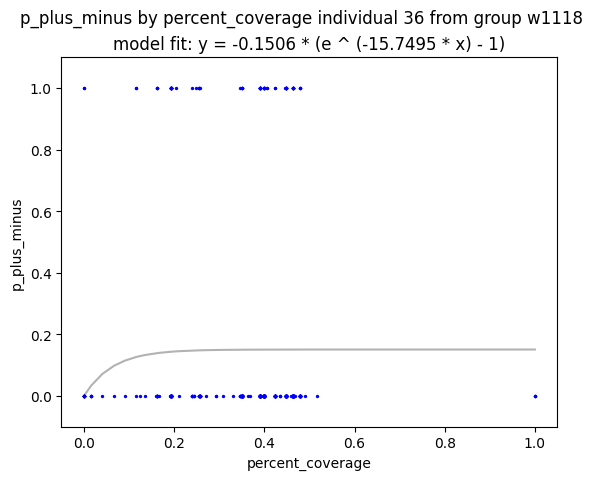 p_plus_minus by percent_coverage individual 36 from group w1118
model fit: y = -0.1506 * (e ^ (-15.7495 * x) - 1)
1.0
0.8
0.6
0.4
0.2
0.0
p_plus_minus
0.0 0.2 0.4 0.6 0.8 1.0
percent_coverage